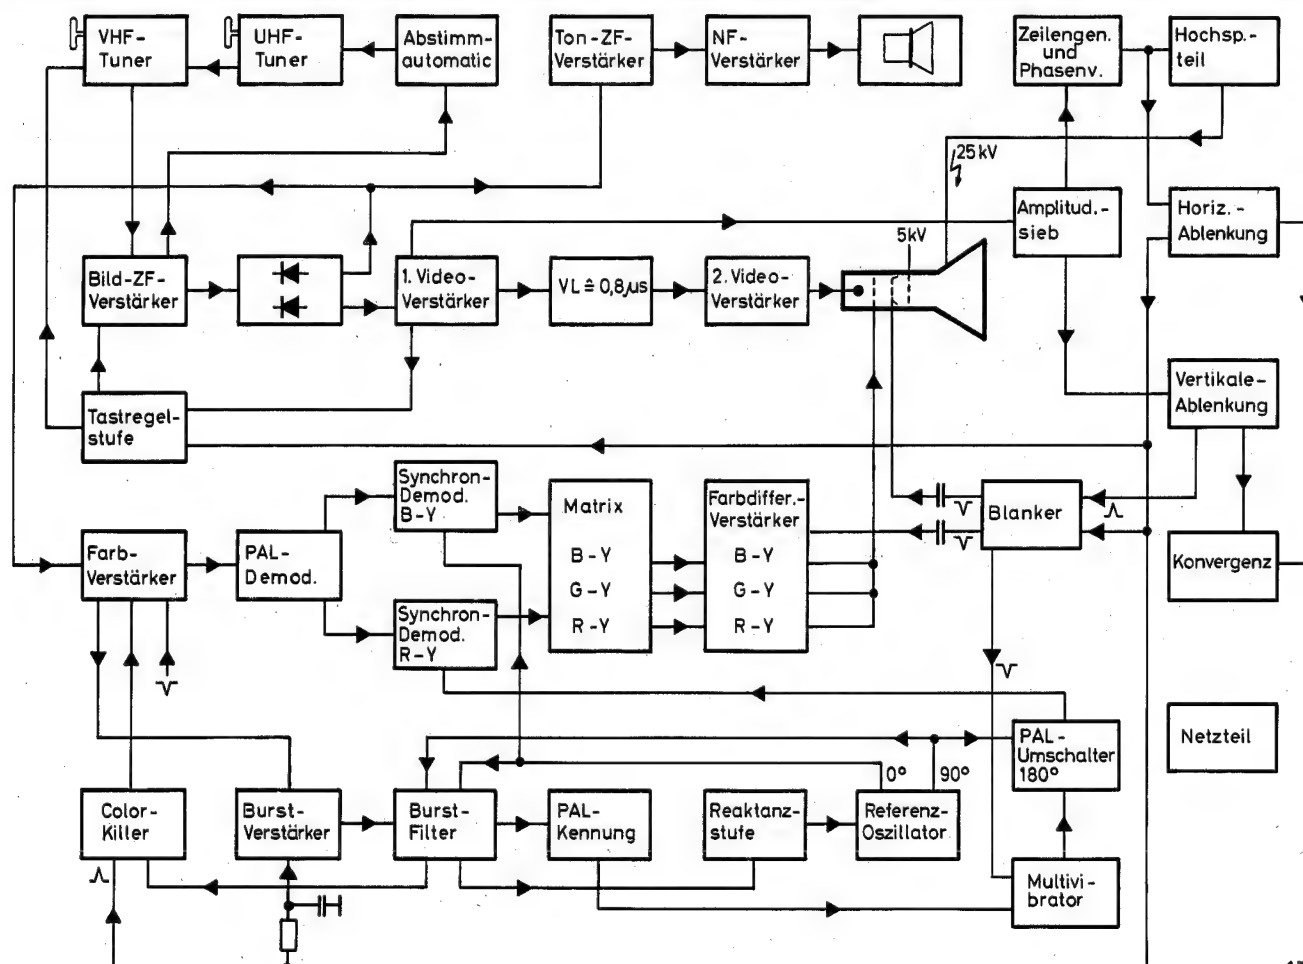 VHF-
Tuner
UHF-
Tuner
Abstimm-
automatic
Ton-ZF-
Verstärker
NF-
Verstärker
Zeilengen.
und
Phasenv.
Hochsp.-
teil
25 kV
Amplitud.-
sieb
Horiz.-
Ablenkung
5kV
Bild-ZF-
Verstärker
1. Video-
Verstärker
VL ≙ 0,8µs
2. Video-
Verstärker
Vertikale-
Ablenkung
Tastregel-
stufe
Synchron-
Demod.
B-Y
Matrix
B-Y
G-Y
R-Y
Farbdiffer.-
Verstärker
B-Y
G-Y
R-Y
Blanker
Farb-
Verstärker
PAL-
Demod.
Konvergenz
Synchron-
Demod.
R-Y
PAL-
Umschalter
180°
Netzteil
0°
90°
Color-
Killer
Burst-
Verstärker
Burst-
Filter
PAL-
Kennung
Reaktanz-
stufe
Referenz-
Oszillator
Multivi-
brator